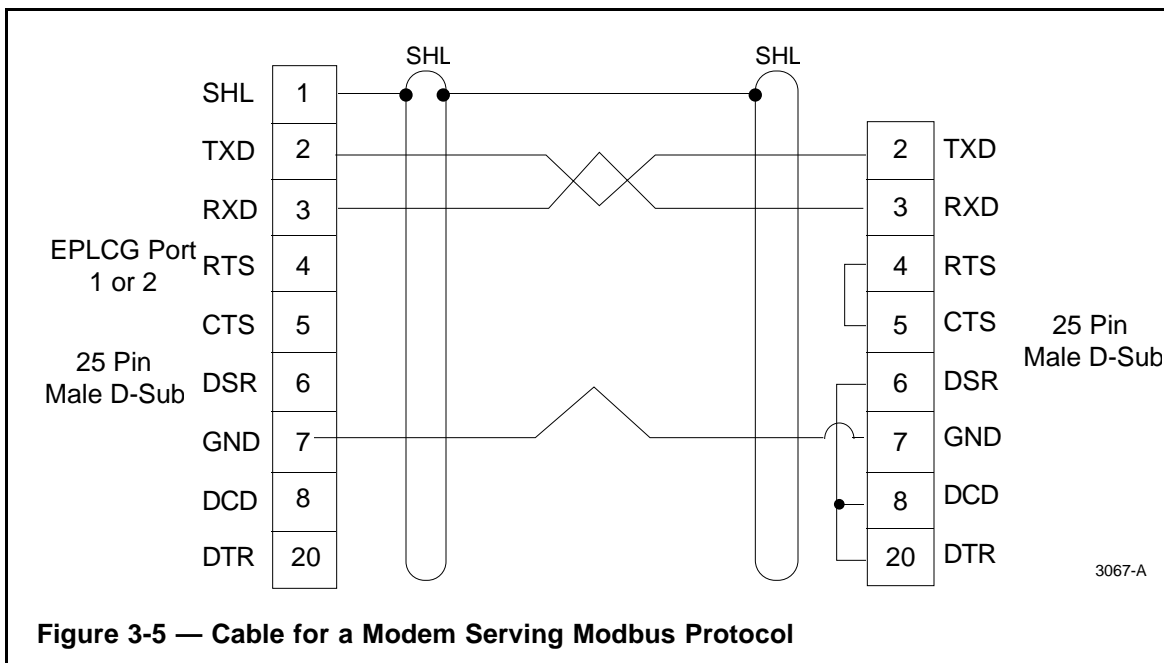 SHL SHL
SHL 1
TXD 2 2 TXD
RXD 3 3 RXD
EPLCG Port
1 or 2
RTS 4 4 RTS
CTS 5 5 CTS
25 Pin
Male D-Sub
25 Pin
Male D-Sub
DSR 6 6 DSR
GND 7 7 GND
DCD 8 8 DCD
DTR 20 20 DTR
3067-A
Figure 3-5 — Cable for a Modem Serving Modbus Protocol